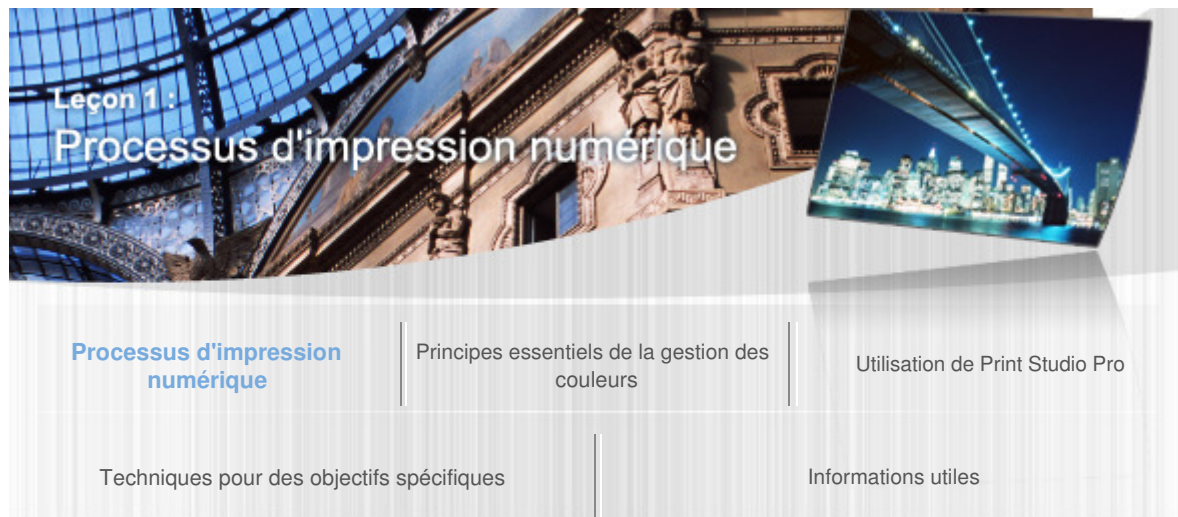 Leçon 1 :
Processus d'impression numérique
Processus d'impression
numérique
Principes essentiels de la gestion des
couleurs
Utilisation de Print Studio Pro
Techniques pour des objectifs spécifiques
Informations utiles